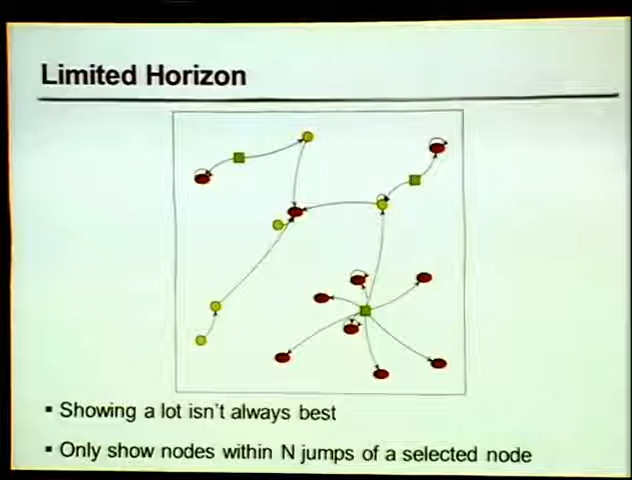 Limited Horizon
▪ Showing a lot isn't always best
▪ Only show nodes within N jumps of a selected node